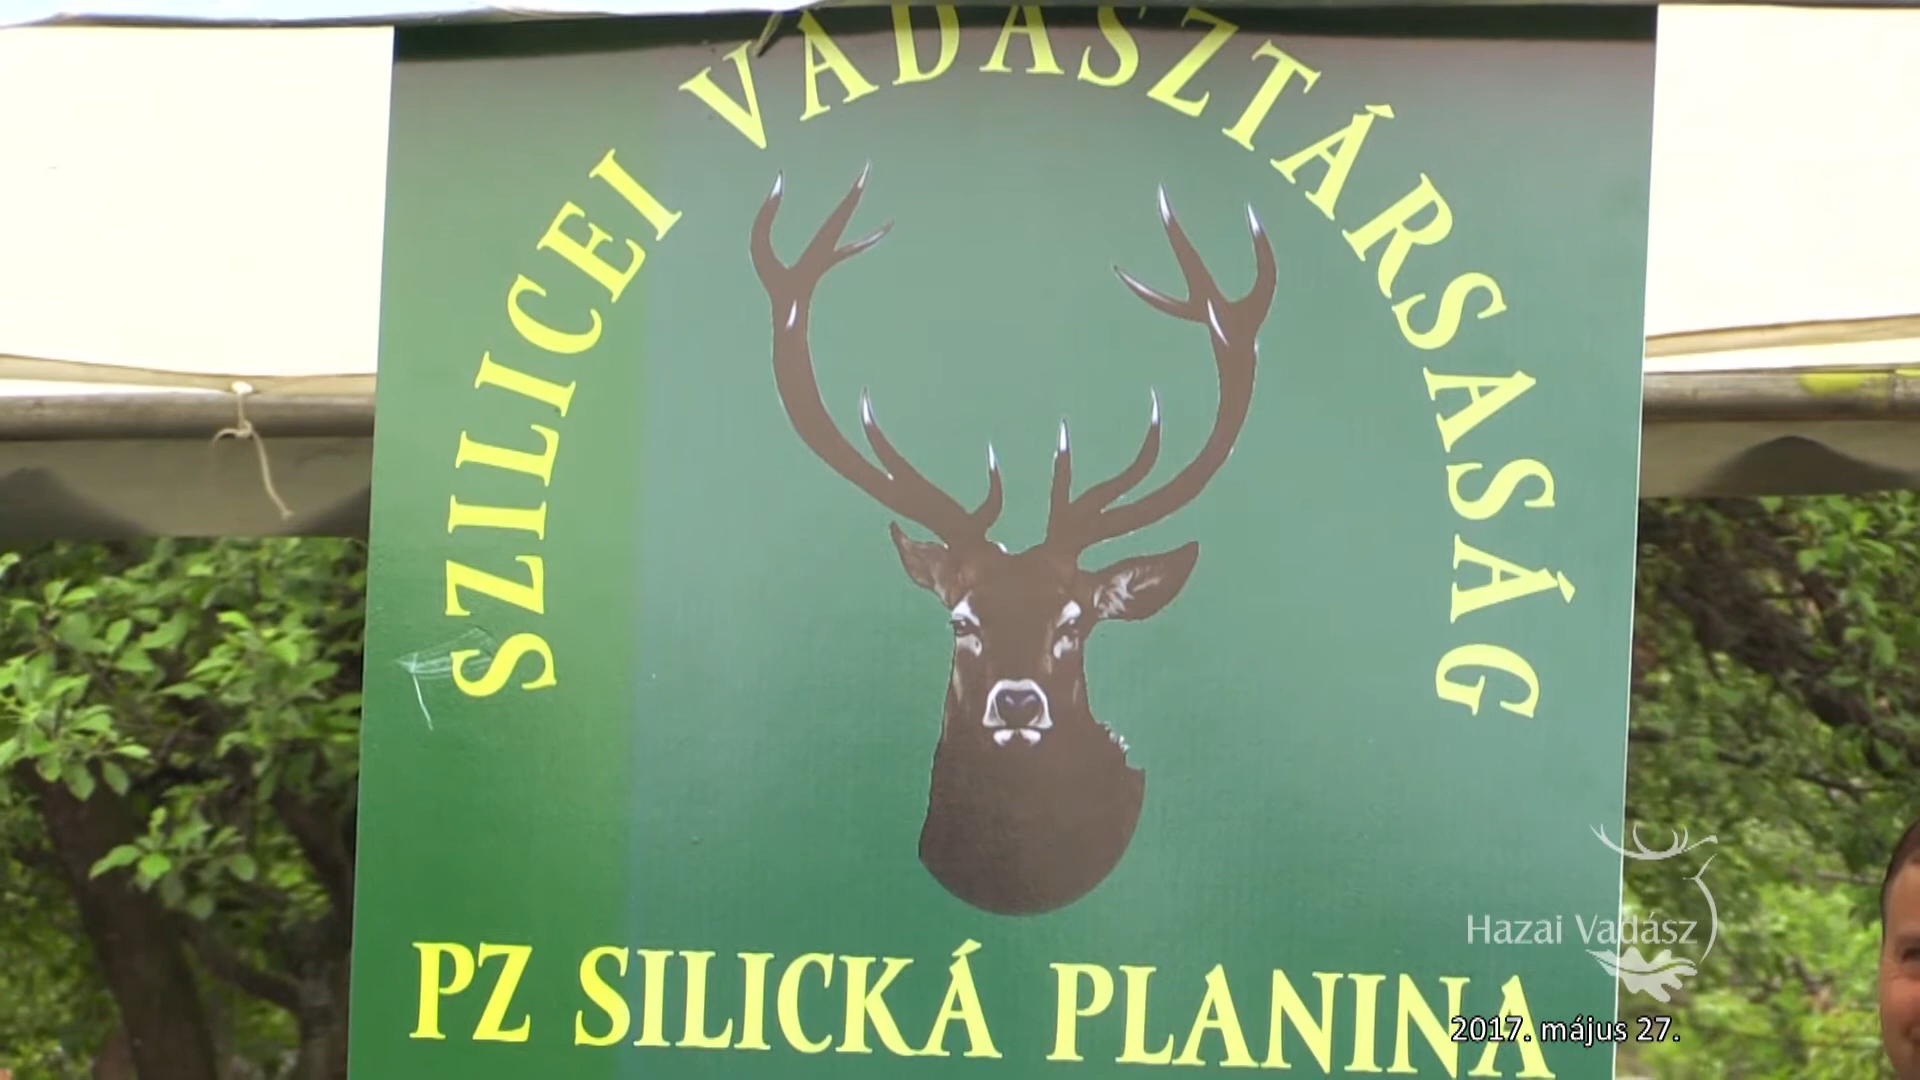 SZILICEI VADÁSZTÁRSASÁG
PZ SILICKÁ PLANINA
Hazai Vadász
2017. május 27.